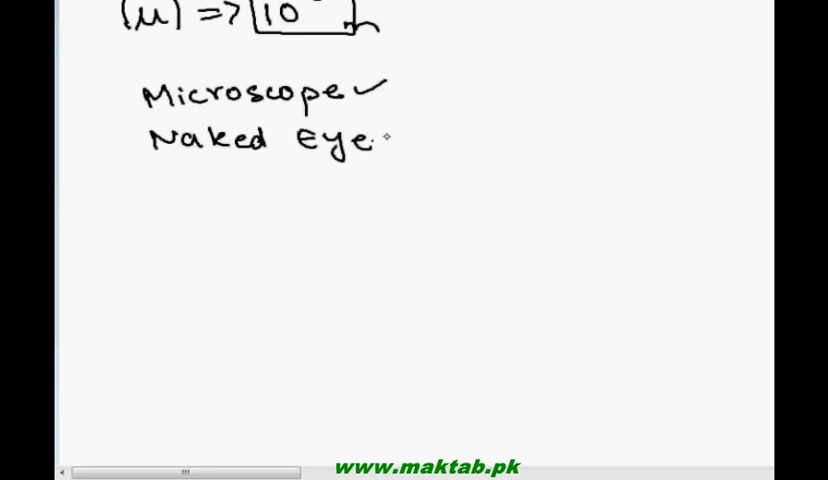 (μ) => 10 m
Microscope ✓
Naked Eye.
www.maktab.pk